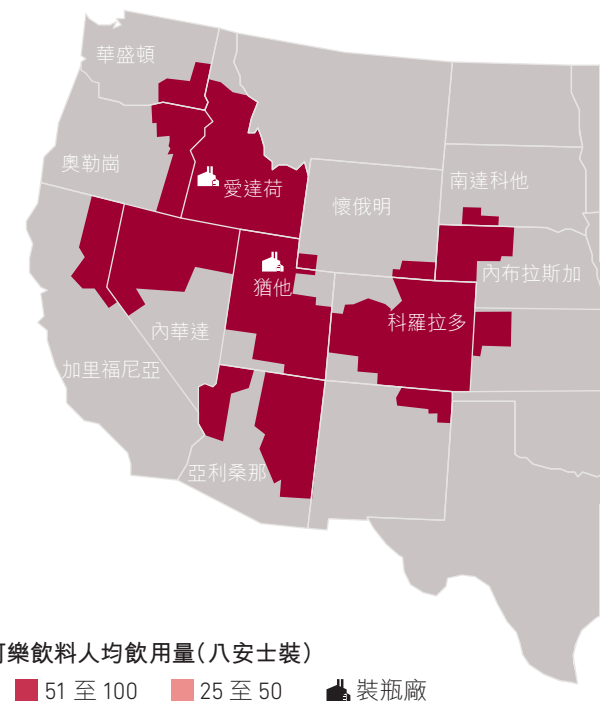 華盛頓
奧勒崗
愛達荷
懷俄明
南達科他
猶他
內布拉斯加
內華達
科羅拉多
加里福尼亞
亞利桑那
可樂飲料人均飲用量(八安士裝)
51 至 100
25 至 50
裝瓶廠